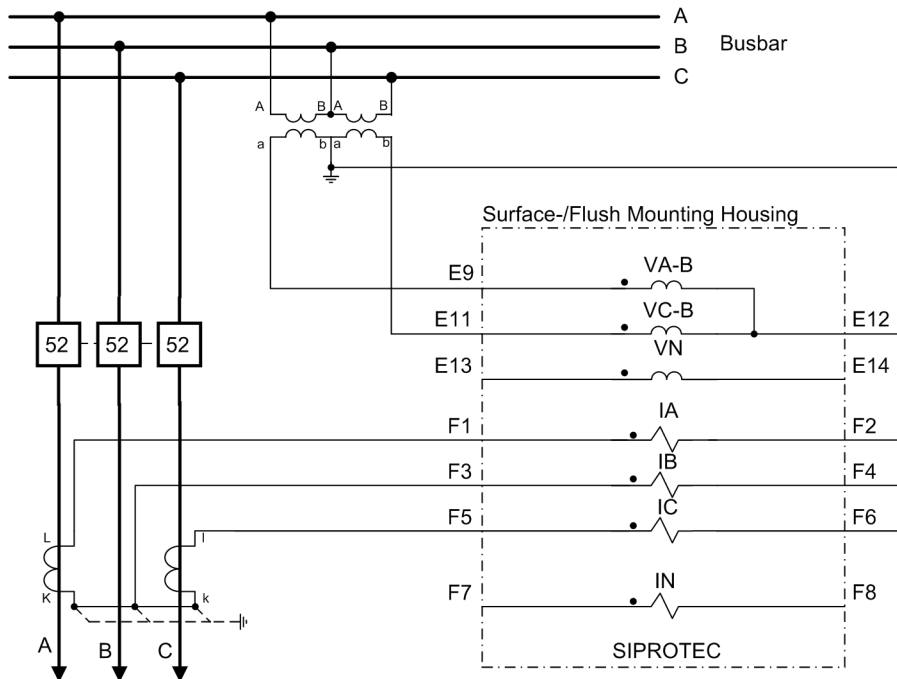 A
B Busbar
C
A B A B
a b a b
Surface-/Flush Mounting Housing
E9 VA-B
E11 VC-B E12
52 52 52
E13 VN E14
F1 IA F2
F3 IB F4
F5 IC F6
L l
K k
F7 IN F8
A B C
SIPROTEC